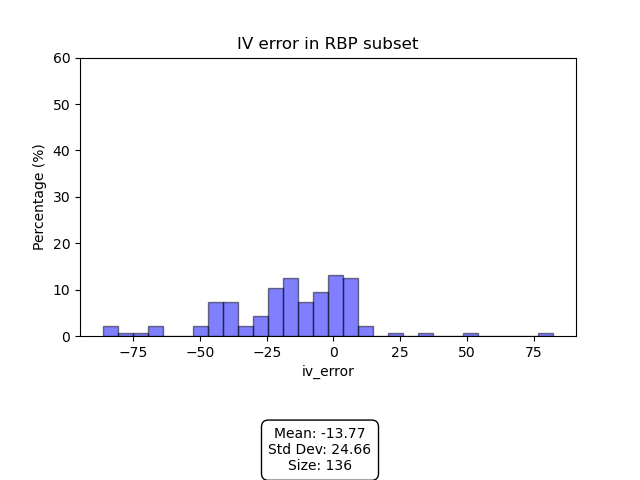 IV error in RBP subset
60
50
40
30
20
10
0
Percentage (%)
−75
−50
−25
0
25
50
75
iv_error
Mean: -13.77
Std Dev: 24.66
Size: 136